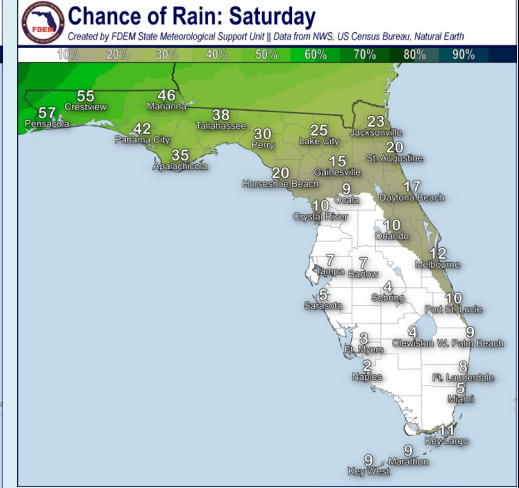 FDEM
Chance of Rain: Saturday
Created by FDEM State Meteorological Support Unit || Data from NWS, US Census Bureau, Natural Earth
10% 20% 30% 40% 50% 60% 70% 80% 90%
55
Crestview
46
Marianna
57
Pensacola
38
Tallahassee
42
Panama City
30
Perry
25
Lake City
23
Jacksonville
35
Apalachicola
20
St. Augustine
15
Gainesville
20
Horseshoe Beach
9
Ocala
17
Daytona Beach
10
Crystal River
10
Orlando
12
Melbourne
7
Tampa
7
Bartow
5
Sarasota
4
Sebring
10
Port St. Lucie
3
Ft. Myers
4
Clewiston
9
W. Palm Beach
2
Naples
8
Ft. Lauderdale
5
Miami
11
Key Largo
9
Marathon
9
Key West